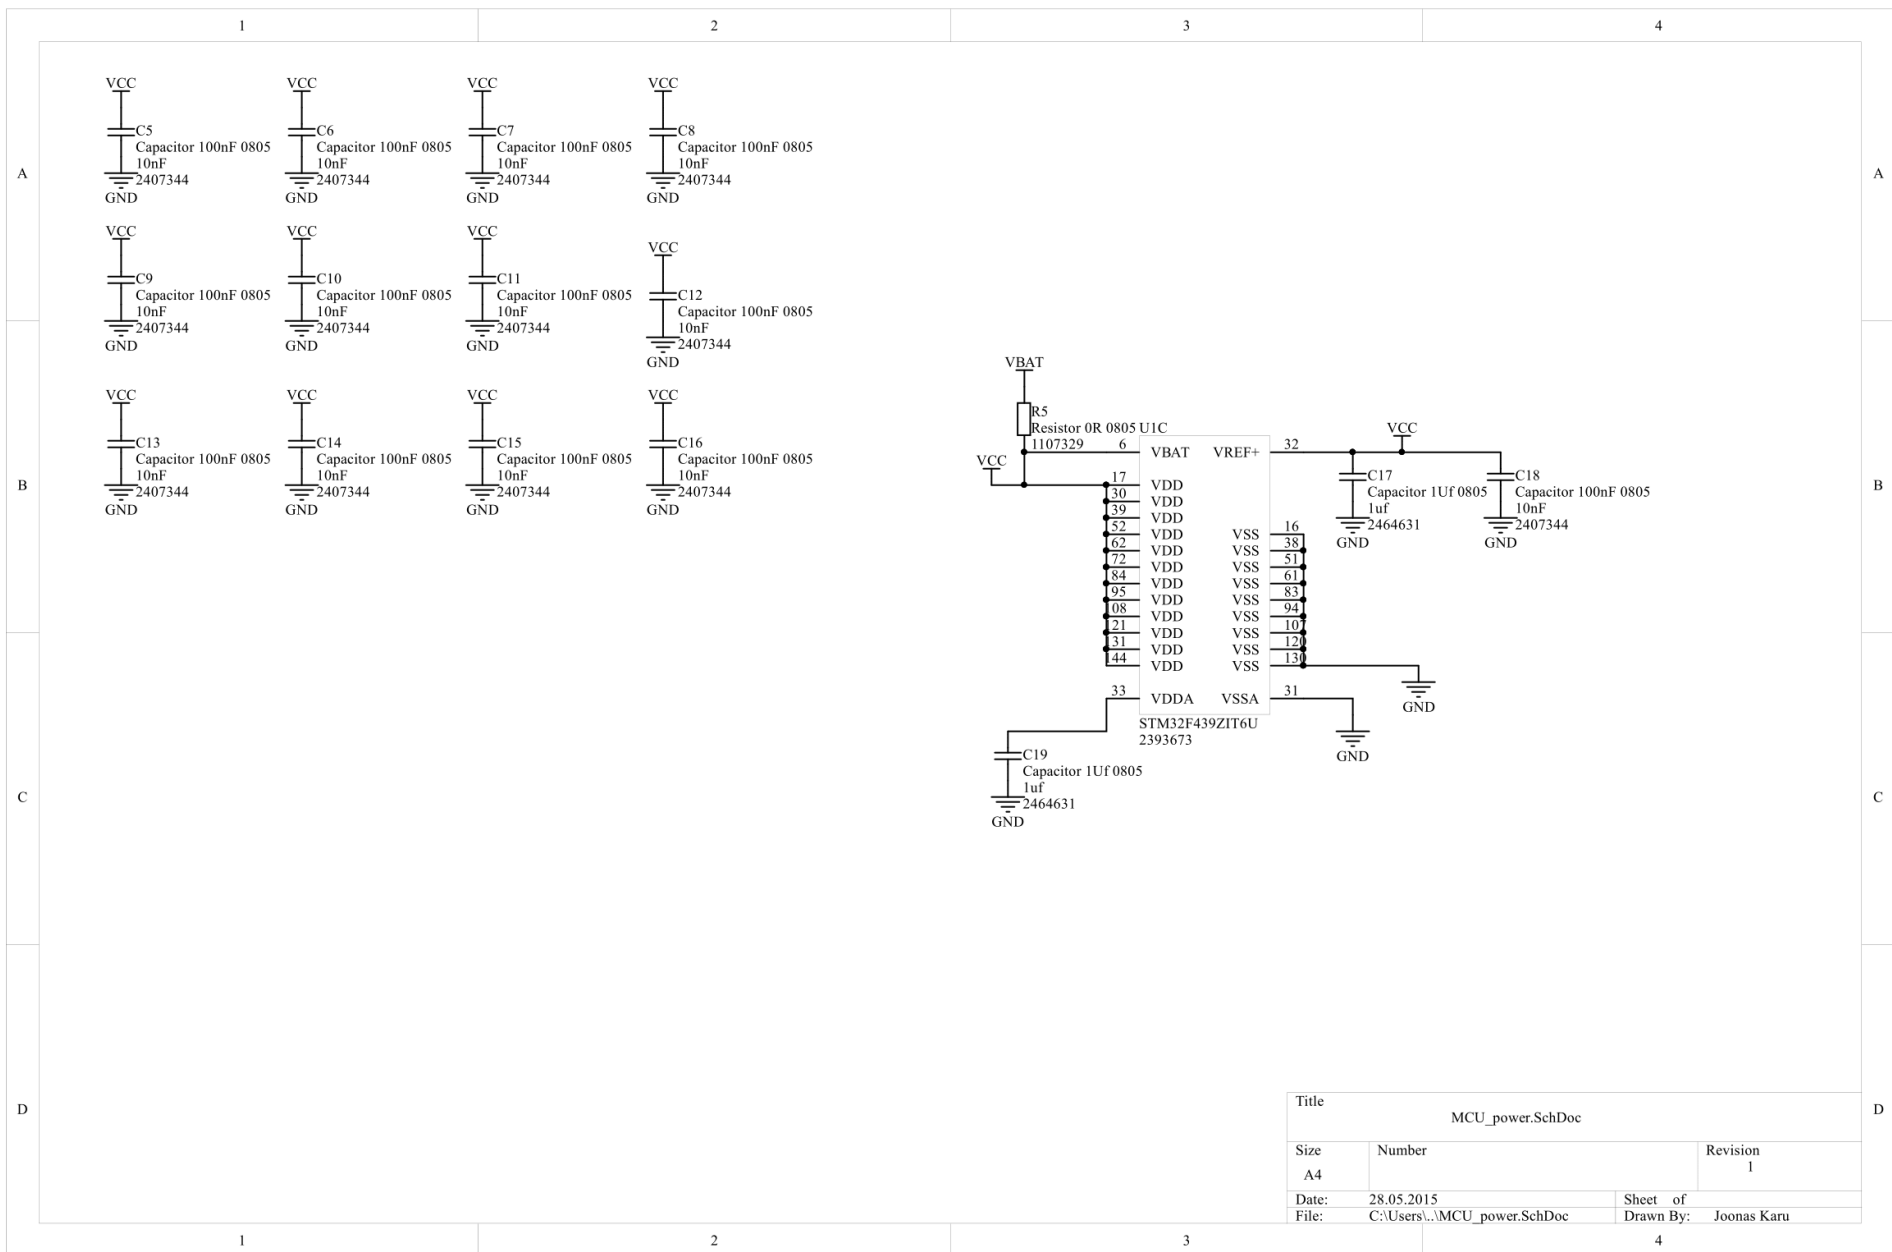 1 2 3 4
VCC VCC VCC VCC
C5 C6 C7 C8
Capacitor 100nF 0805 Capacitor 100nF 0805 Capacitor 100nF 0805 Capacitor 100nF 0805
10nF 10nF 10nF 10nF
A 2407344 2407344 2407344 2407344 A
GND GND GND GND
VCC VCC VCC
VCC
C9 C10 C11
Capacitor 100nF 0805 Capacitor 100nF 0805 Capacitor 100nF 0805
C12
10nF 10nF 10nF
Capacitor 100nF 0805
2407344 2407344 2407344
10nF
GND GND GND
2407344
GND
VCC VCC VCC VCC
C13 C14 C15 C16
Capacitor 100nF 0805 Capacitor 100nF 0805 Capacitor 100nF 0805 Capacitor 100nF 0805
10nF 10nF 10nF 10nF
B 2407344 2407344 2407344 2407344 B
GND GND GND GND
VBAT
R5
Resistor 0R 0805 U1C
1107329 6 VBAT VREF+ 32
VCC
VCC
C17
Capacitor 1Uf 0805
1uf
2464631
GND
C18
Capacitor 100nF 0805
10nF
2407344
GND
17 VDD
30 VDD
39 VDD
52 VDD VSS 16
62 VDD VSS 38
72 VDD VSS 51
84 VDD VSS 61
95 VDD VSS 83
108 VDD VSS 94
121 VDD VSS 107
131 VDD VSS 120
144 VDD VSS 130
GND
33 VDDA VSSA 31
GND
STM32F439ZIT6U
2393673
C19
Capacitor 1Uf 0805
1uf
2464631
GND
C C
D D
Title
MCU_power.SchDoc
Size Number Revision
A4 1
Date: 28.05.2015 Sheet of
File: C:\Users\..\MCU_power.SchDoc Drawn By: Joonas Karu
1 2 3 4